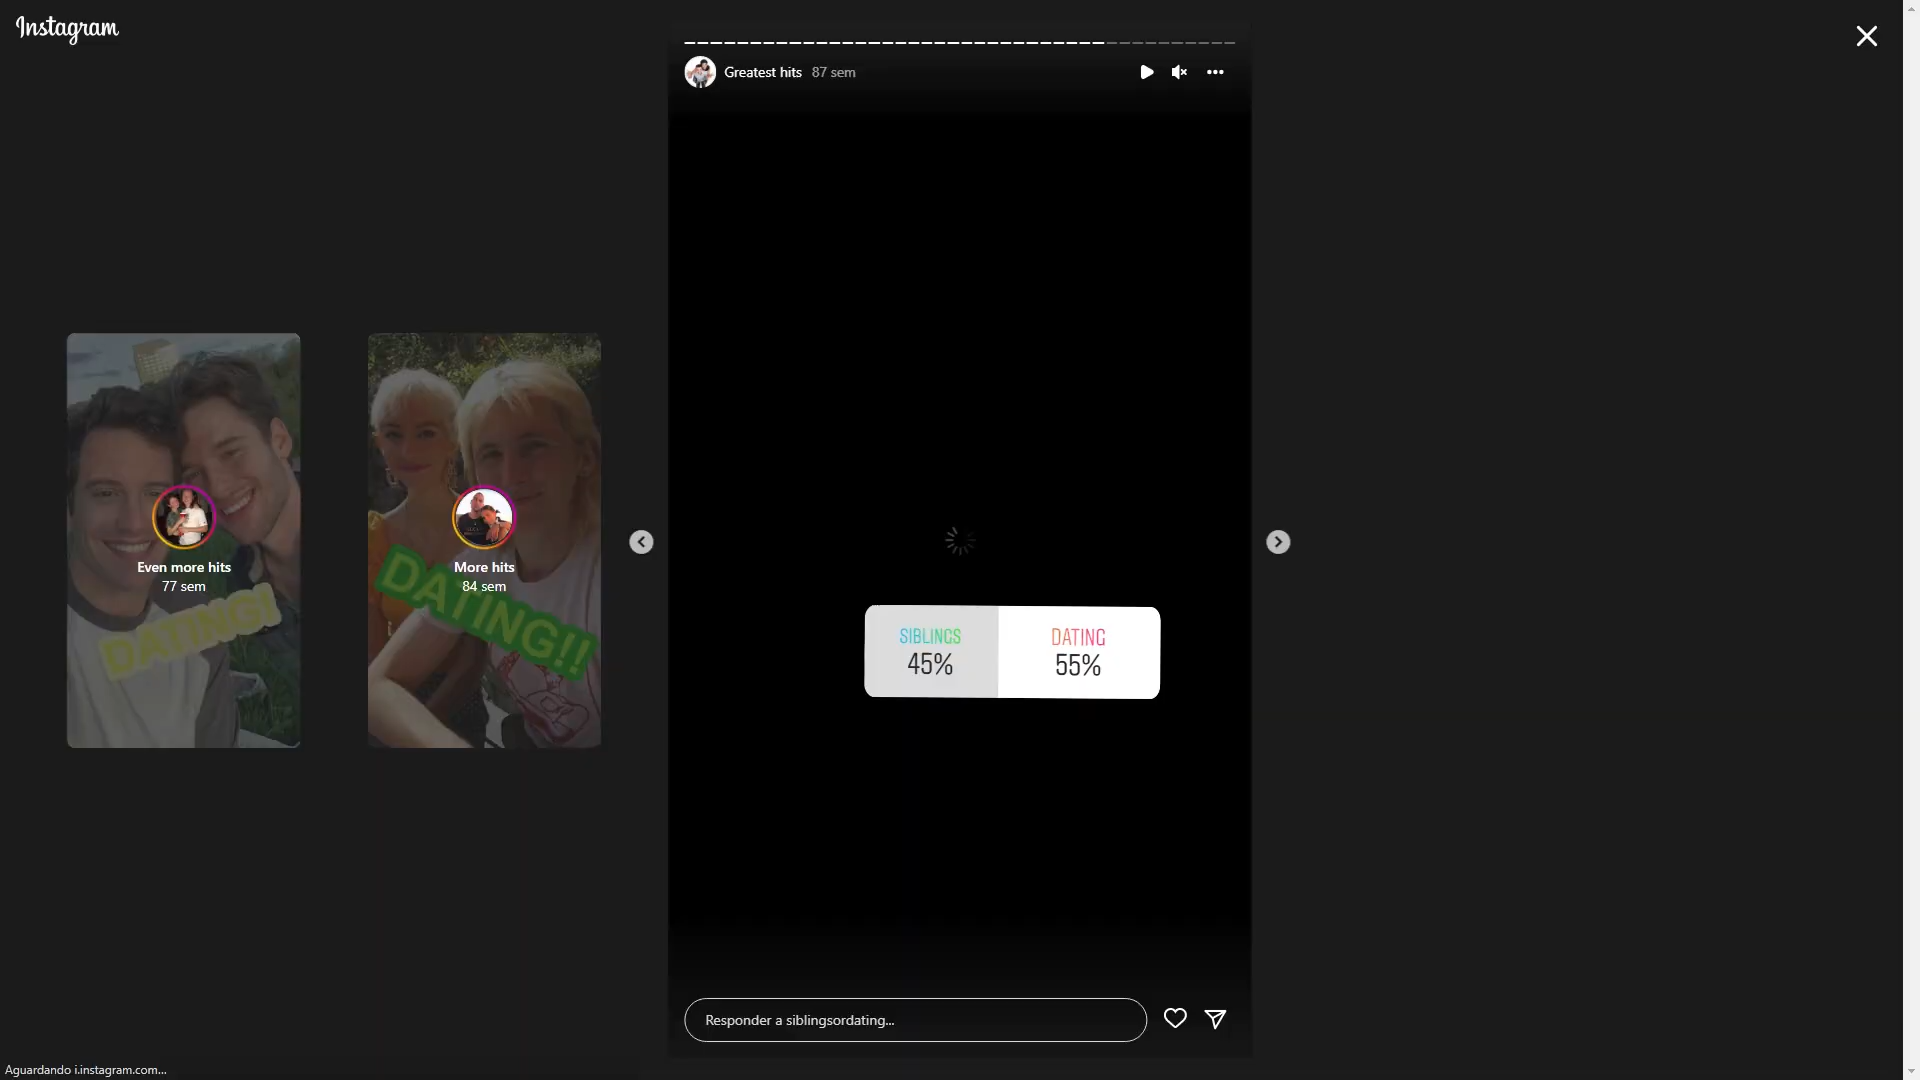 Instagram
Greatest hits 87 sem
Even more hits
77 sem
DATING!
More hits
84 sem
DATING!!
SIBLINGS
45%
DATING
55%
Responder a siblingsordating...
Aguardando i.instagram.com...